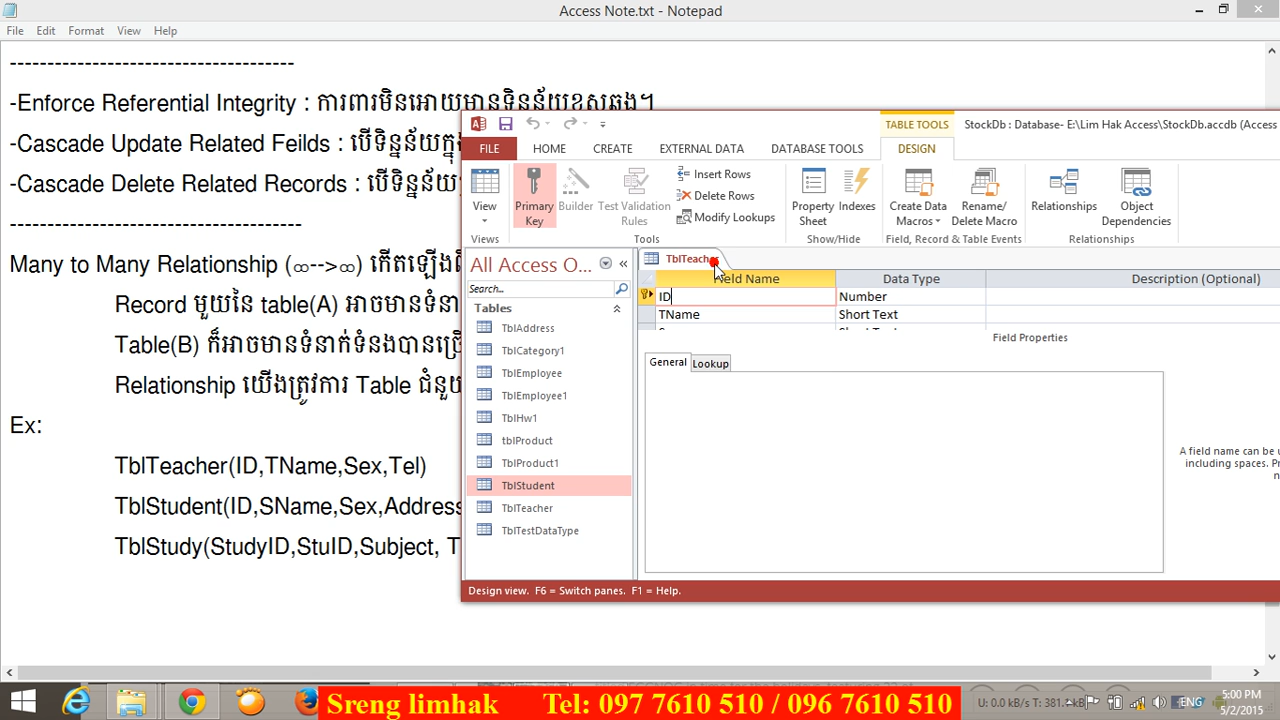 Access Note.txt - Notepad
File Edit Format View Help
--------------------------------------
-Enforce Referential Integrity : ការពារមិនអោយមានទិន្នន័យខុសឆ្គង។
-Cascade Update Related Feilds : បើទិន្នន័យក្នុង
-Cascade Delete Related Records : បើទិន្នន័យ
---------------------------------------
Many to Many Relationship (∞-->∞) កើតឡើង
Record មួយនៃ table(A) អាចមានទំនា
Table(B) ក៏អាចមានទំនាក់ទំនងបានច្រើ
Relationship យើងត្រូវការ Table ជំនួយ
Ex:
TblTeacher(ID,TName,Sex,Tel)
TblStudent(ID,SName,Sex,Address
TblStudy(StudyID,StuID,Subject, T
TABLE TOOLS
StockDb : Database- E:\Lim Hak Access\StockDb.accdb (Access
FILE HOME CREATE EXTERNAL DATA DATABASE TOOLS DESIGN
View
Primary Key
Builder
Test Validation Rules
Insert Rows
Delete Rows
Modify Lookups
Property Sheet
Indexes
Create Data Macros
Rename/ Delete Macro
Relationships
Object Dependencies
Views Tools Show/Hide Field, Record & Table Events Relationships
All Access O...
Search...
Tables
TblAddress
TblCategory1
TblEmployee
TblEmployee1
TblHw1
tblProduct
TblProduct1
TblStudent
TblTeacher
TblTestDataType
TblTeacher
Field Name Data Type Description (Optional)
ID Number
TName Short Text
Field Properties
General Lookup
A field name can be u
including spaces. Pr
n
Design view. F6 = Switch panes. F1 = Help.
U: 0.0 kB/s T: 381. kB
ENG
5:00 PM
5/2/2015
Sreng limhak Tel: 097 7610 510 / 096 7610 510